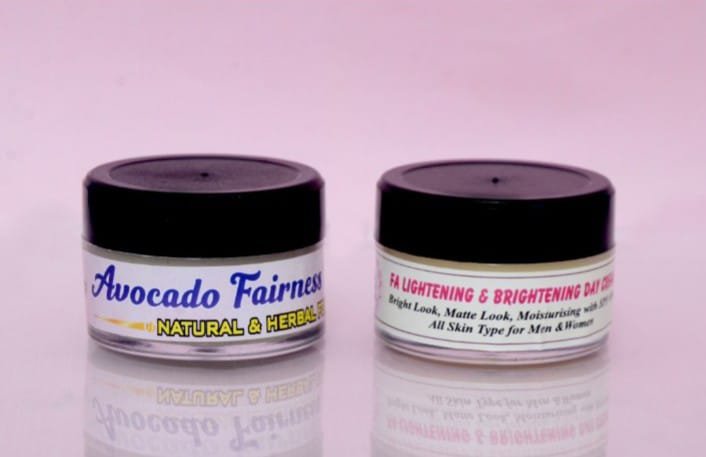 Avocado Fairness
NATURAL & HERBAL
FA LIGHTENING & BRIGHTENING DAY
Bright Look, Matte Look, Moisturising with
All Skin Type for Men & Women